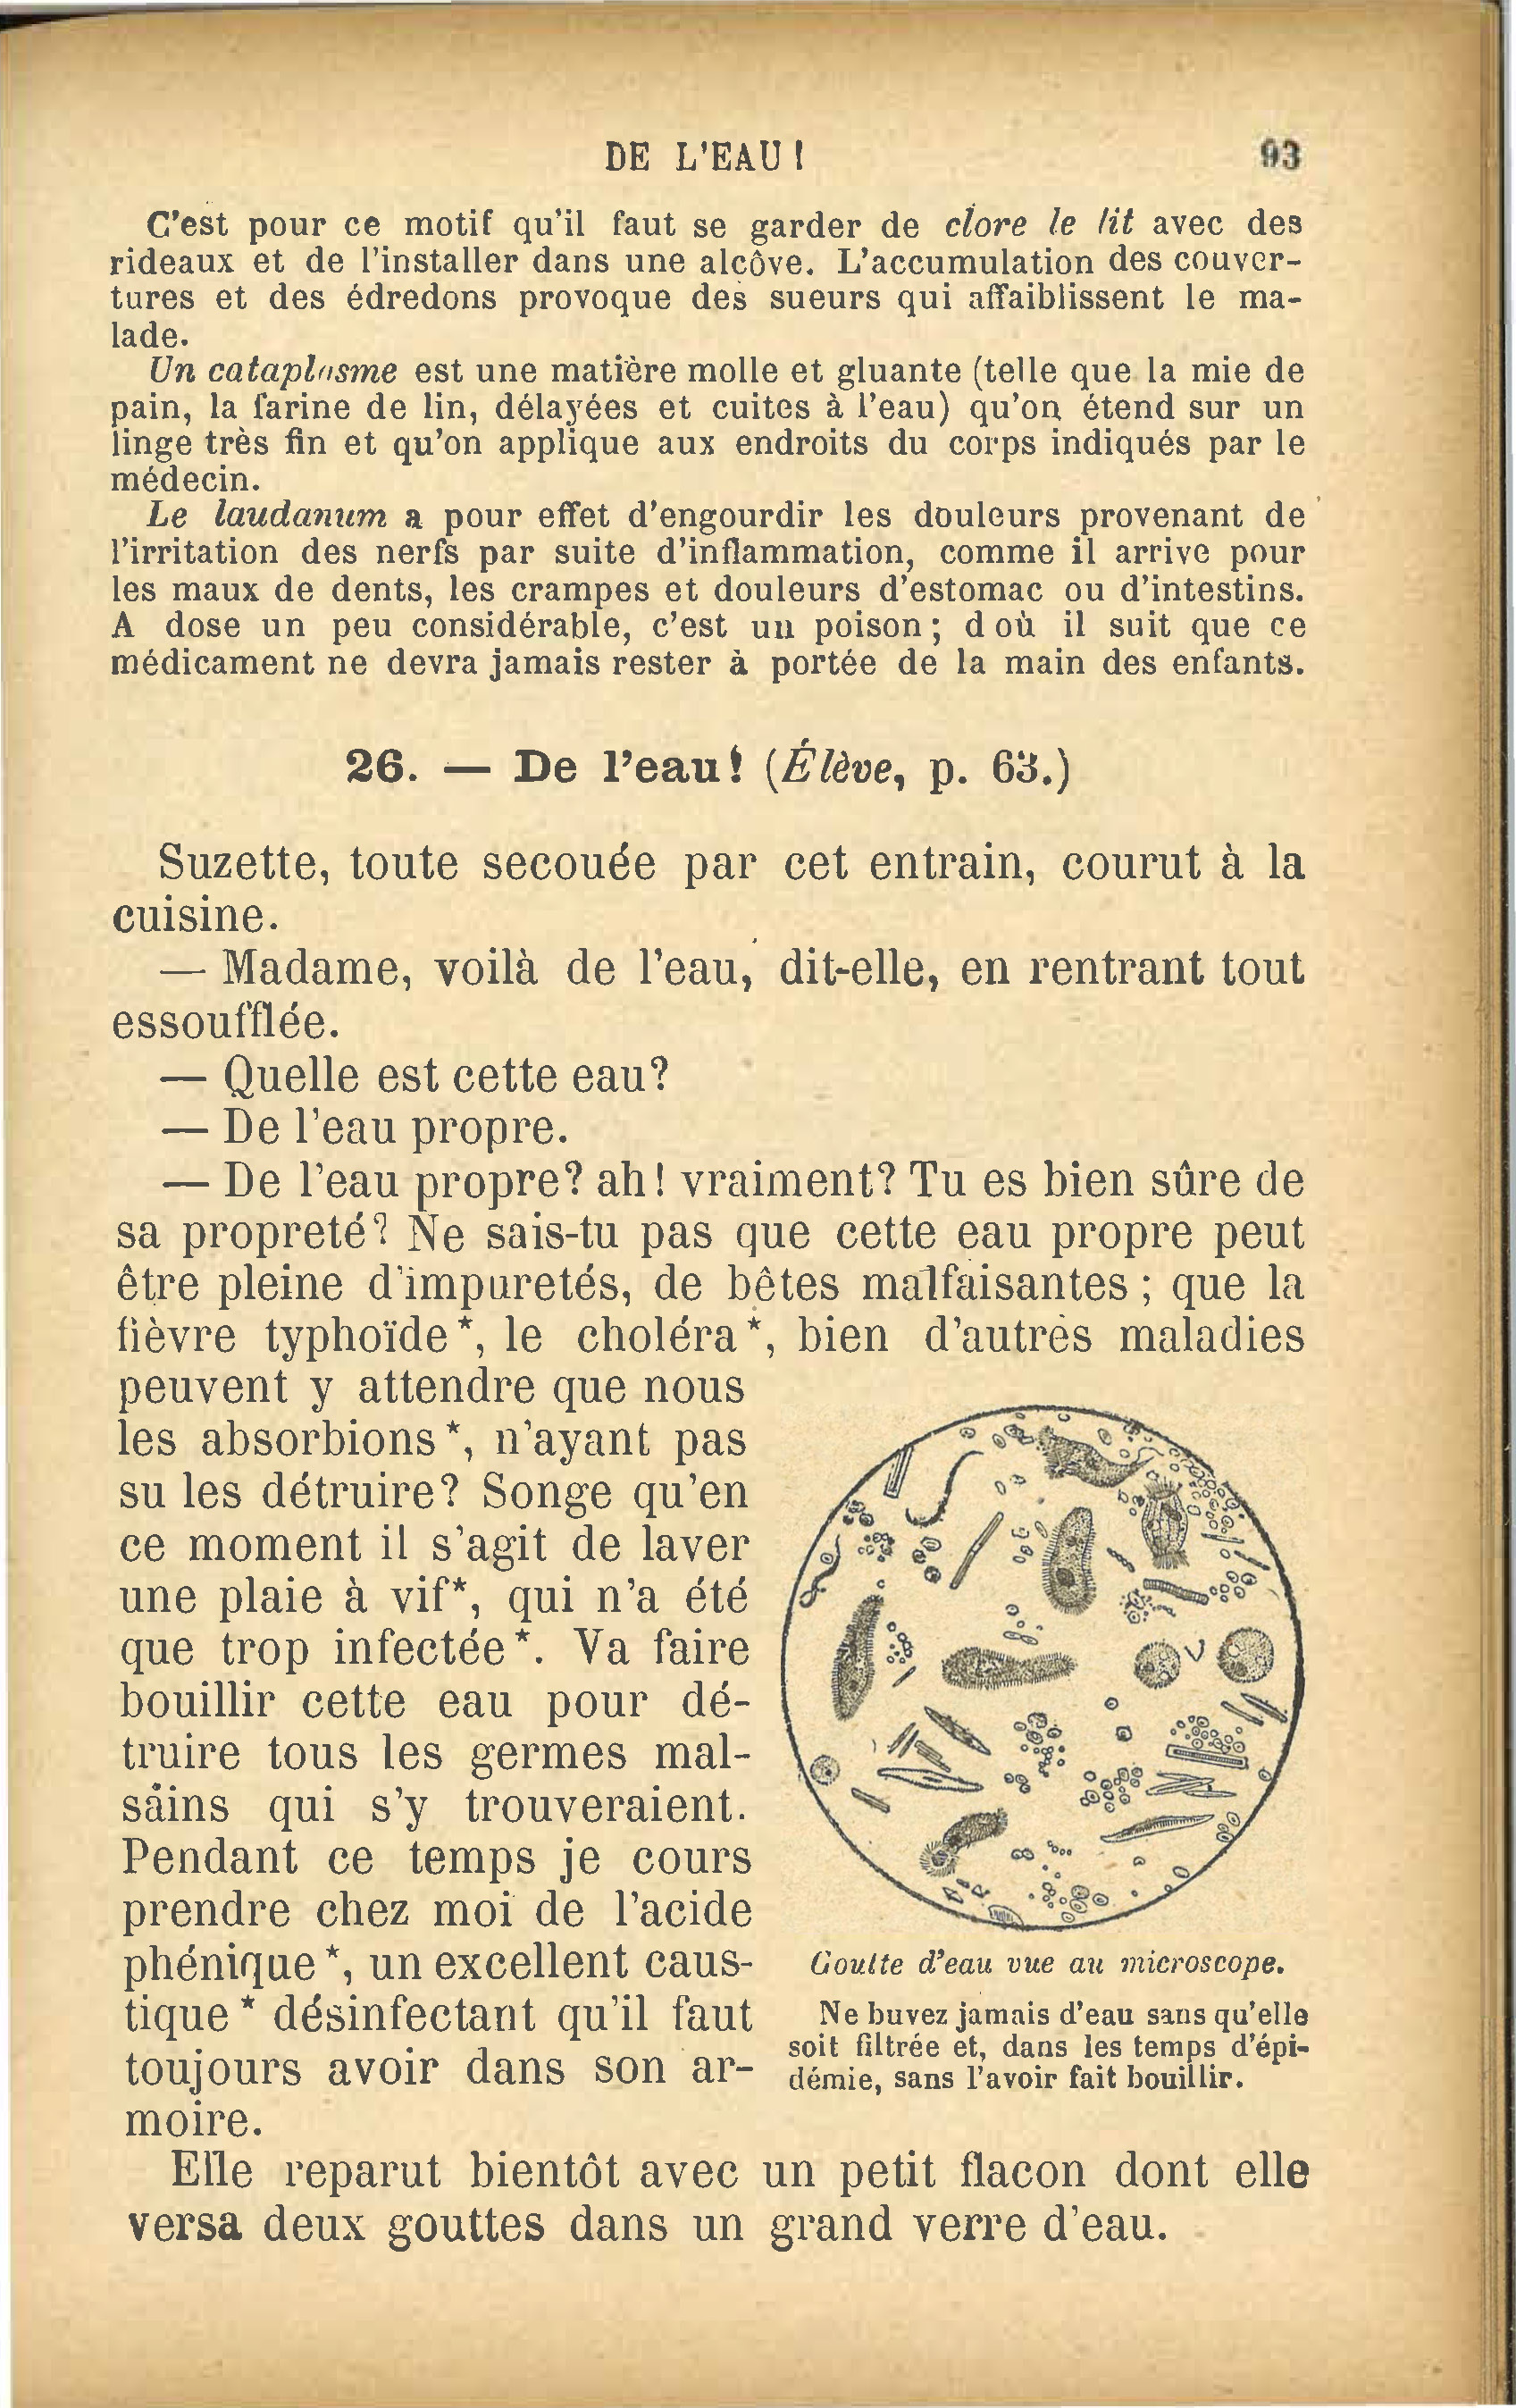 DE L'EAU!
93
C'est pour ce motif qu'il faut se garder de clore le lit avec des
rideaux et de l'installer dans une alcôve. L'accumulation des couver-
tures et des édredons provoque des sueurs qui affaiblissent le ma-
lade.
Un cataplasme est une matière molle et gluante (telle que la mie de
pain, la farine de lin, délayées et cuites à l'eau) qu'on étend sur un
linge très fin et qu'on applique aux endroits du corps indiqués par le
médecin.
Le laudanum a pour effet d'engourdir les douleurs provenant de
l'irritation des nerfs par suite d'inflammation, comme il arrive pour
les maux de dents, les crampes et douleurs d'estomac ou d'intestins.
A dose un peu considérable, c'est un poison; d où il suit que ce
médicament ne devra jamais rester à portée de la main des enfants.
26. — De l'eau! (Élève, p. 63.)
Suzette, toute secouée par cet entrain, courut à la
cuisine.
— Madame, voilà de l'eau, dit-elle, en rentrant tout
essoufflée.
— Quelle est cette eau?
— De l'eau propre.
— De l'eau propre? ah! vraiment? Tu es bien sûre de
sa propreté? Ne sais-tu pas que cette eau propre peut
être pleine d'impuretés, de bêtes malfaisantes; que la
fièvre typhoïde*, le choléra*, bien d'autres maladies
peuvent y attendre que nous
les absorbions*, n'ayant pas
su les détruire? Songe qu'en
ce moment il s'agit de laver
une plaie à vif*, qui n'a été
que trop infectée*. Va faire
bouillir cette eau pour dé-
truire tous les germes mal-
sains qui s'y trouveraient.
Pendant ce temps je cours
prendre chez moi de l'acide
phénique*, un excellent caus-
tique* désinfectant qu'il faut
toujours avoir dans son ar-
moire.
Goutte d'eau vue au microscope.
Ne buvez jamais d'eau sans qu'elle
soit filtrée et, dans les temps d'épi-
démie, sans l'avoir fait bouillir.
Elle reparut bientôt avec un petit flacon dont elle
versa deux gouttes dans un grand verre d'eau.